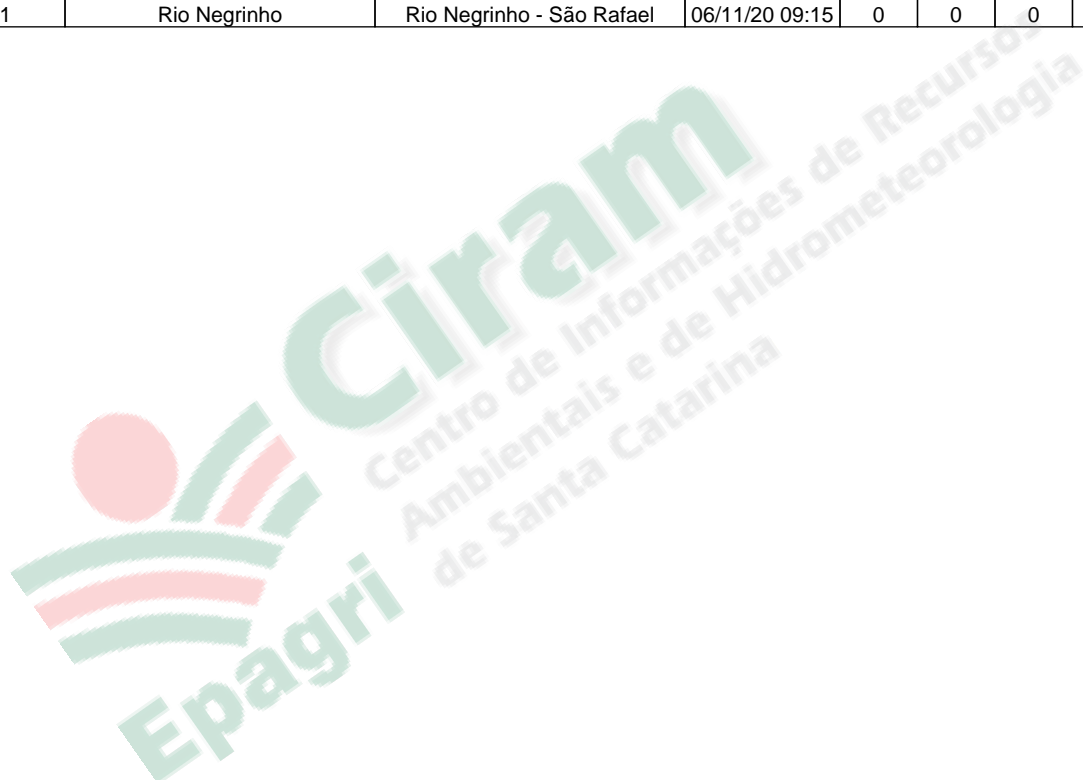 1 Rio Negrinho Rio Negrinho - São Rafael 06/11/20 09:15 0 0 0
Ciram
Centro de Informações de Recursos
Ambientais e de Hidrometeorologia
de Santa Catarina
Epagri